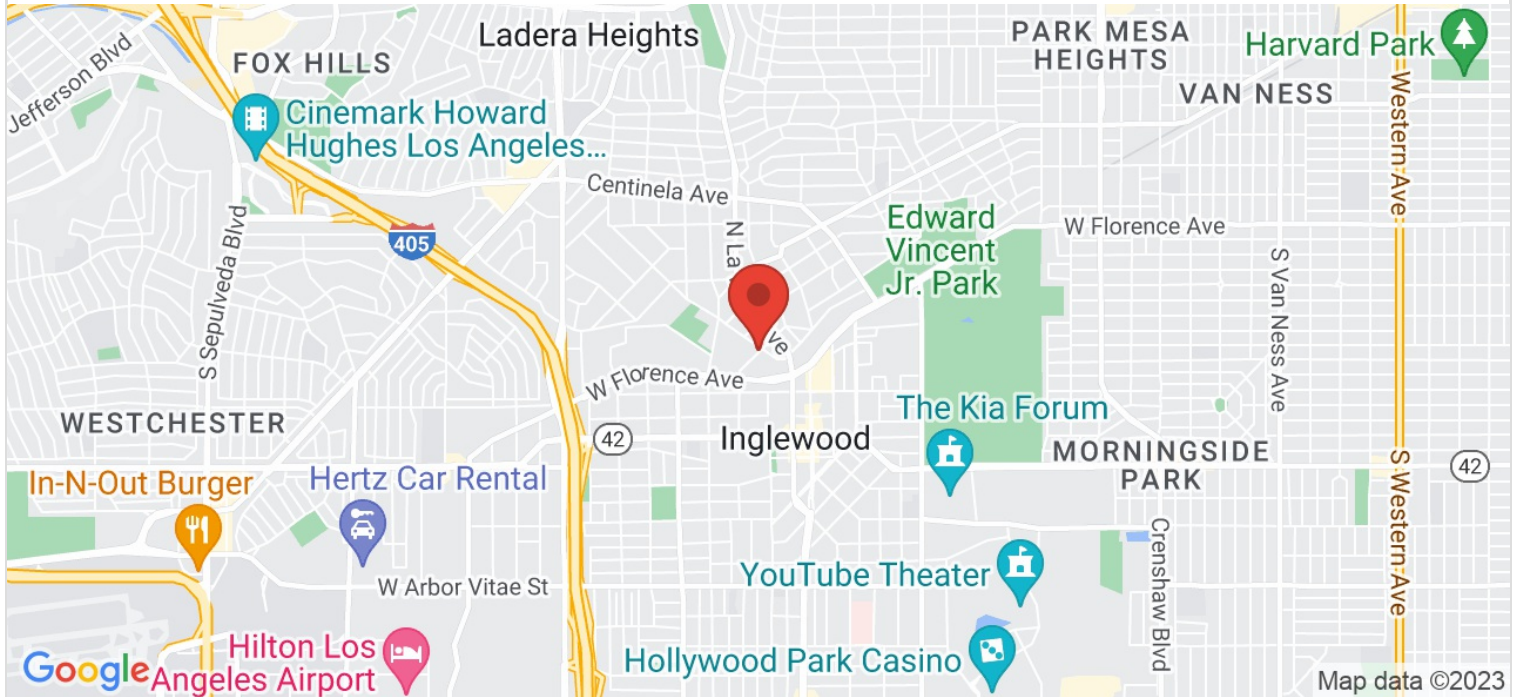 Ladera Heights
PARK MESA
HEIGHTS
Harvard Park
Jefferson Blvd
FOX HILLS
VAN NESS
Western Ave
Cinemark Howard
Hughes Los Angeles...
Centinela Ave
Edward
Vincent
Jr. Park
W Florence Ave
N La
ve
405
S Sepulveda Blvd
S Van Ness Ave
W Florence Ave
WESTCHESTER
The Kia Forum
42
Inglewood
MORNINGSIDE
PARK
42
In-N-Out Burger
Hertz Car Rental
S Western Ave
Crenshaw Blvd
YouTube Theater
W Arbor Vitae St
Hilton Los
Angeles Airport
Hollywood Park Casino
Google
Map data ©2023